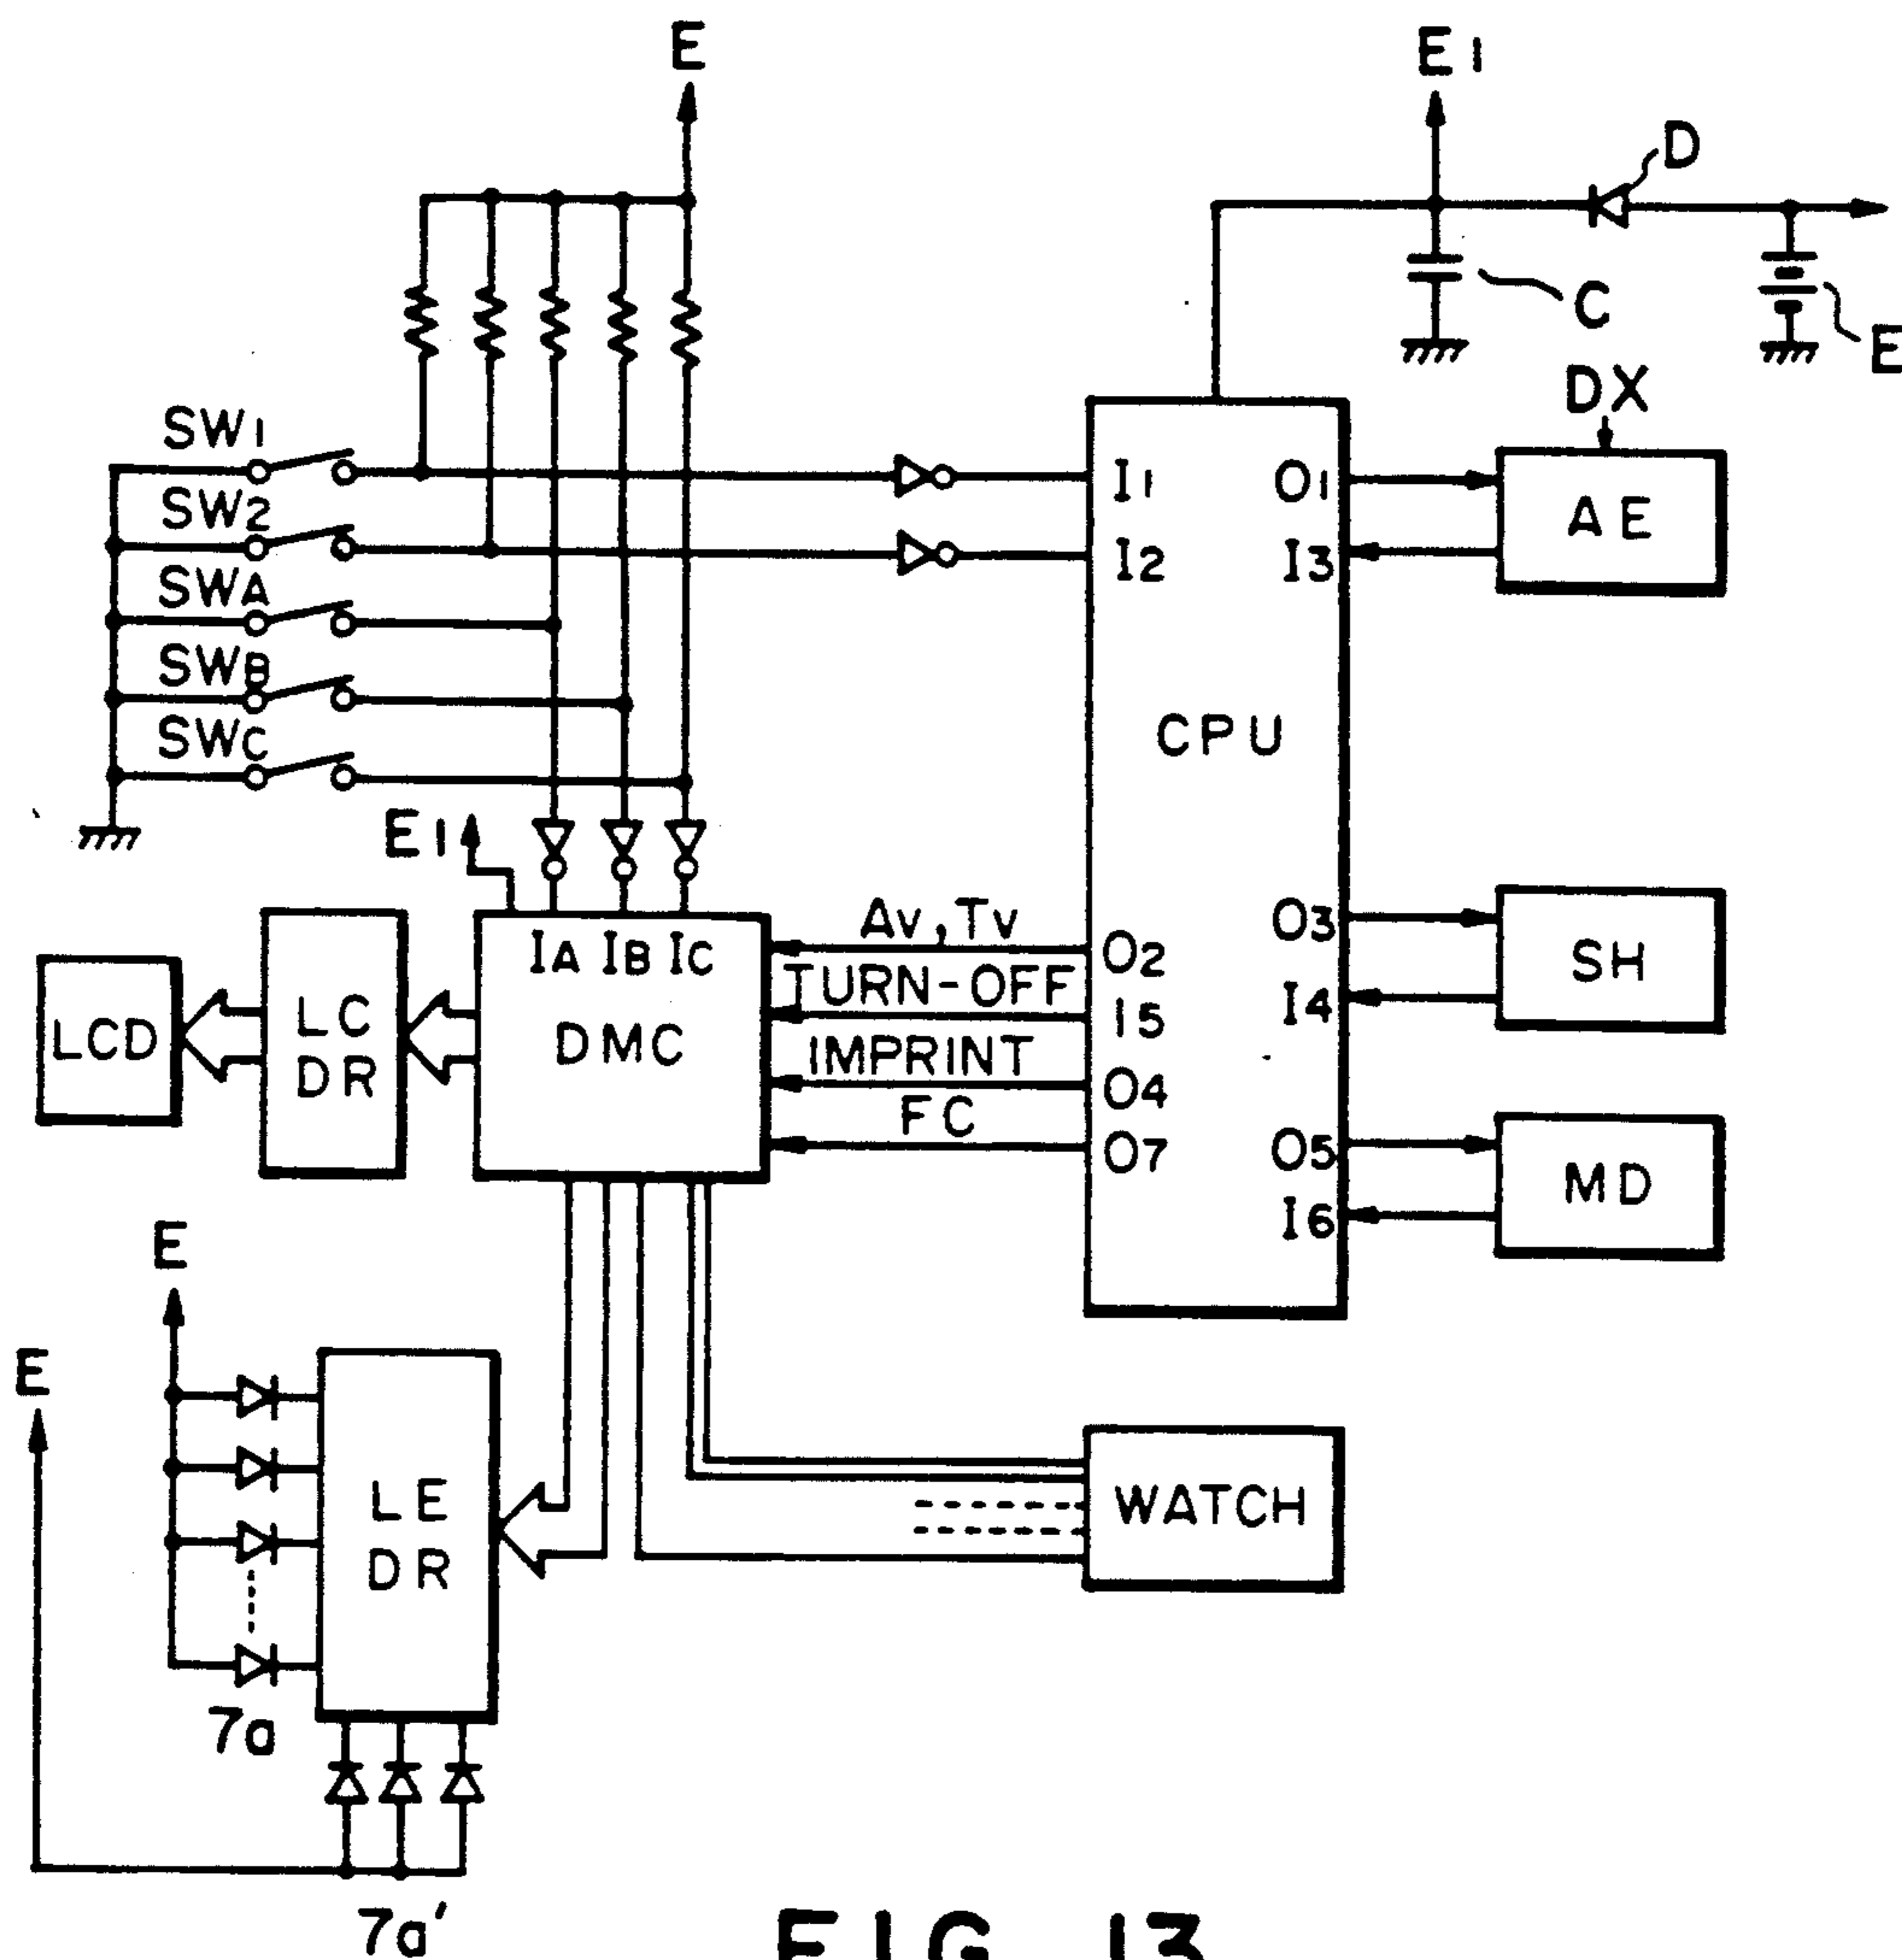 E
E1
D
C
E
DX
SW1
SW2
SWA
SWB
SWC
I1
I2
O1
I3
AE
CPU
E1
IA IB IC
DMC
LC
DR
LCD
Av,Tv
TURN-OFF
IMPRINT
FC
O2
15
O4
O7
O3
I4
SH
O5
I6
MD
E
E
LE
DR
WATCH
7a
7a'
FIG. 13